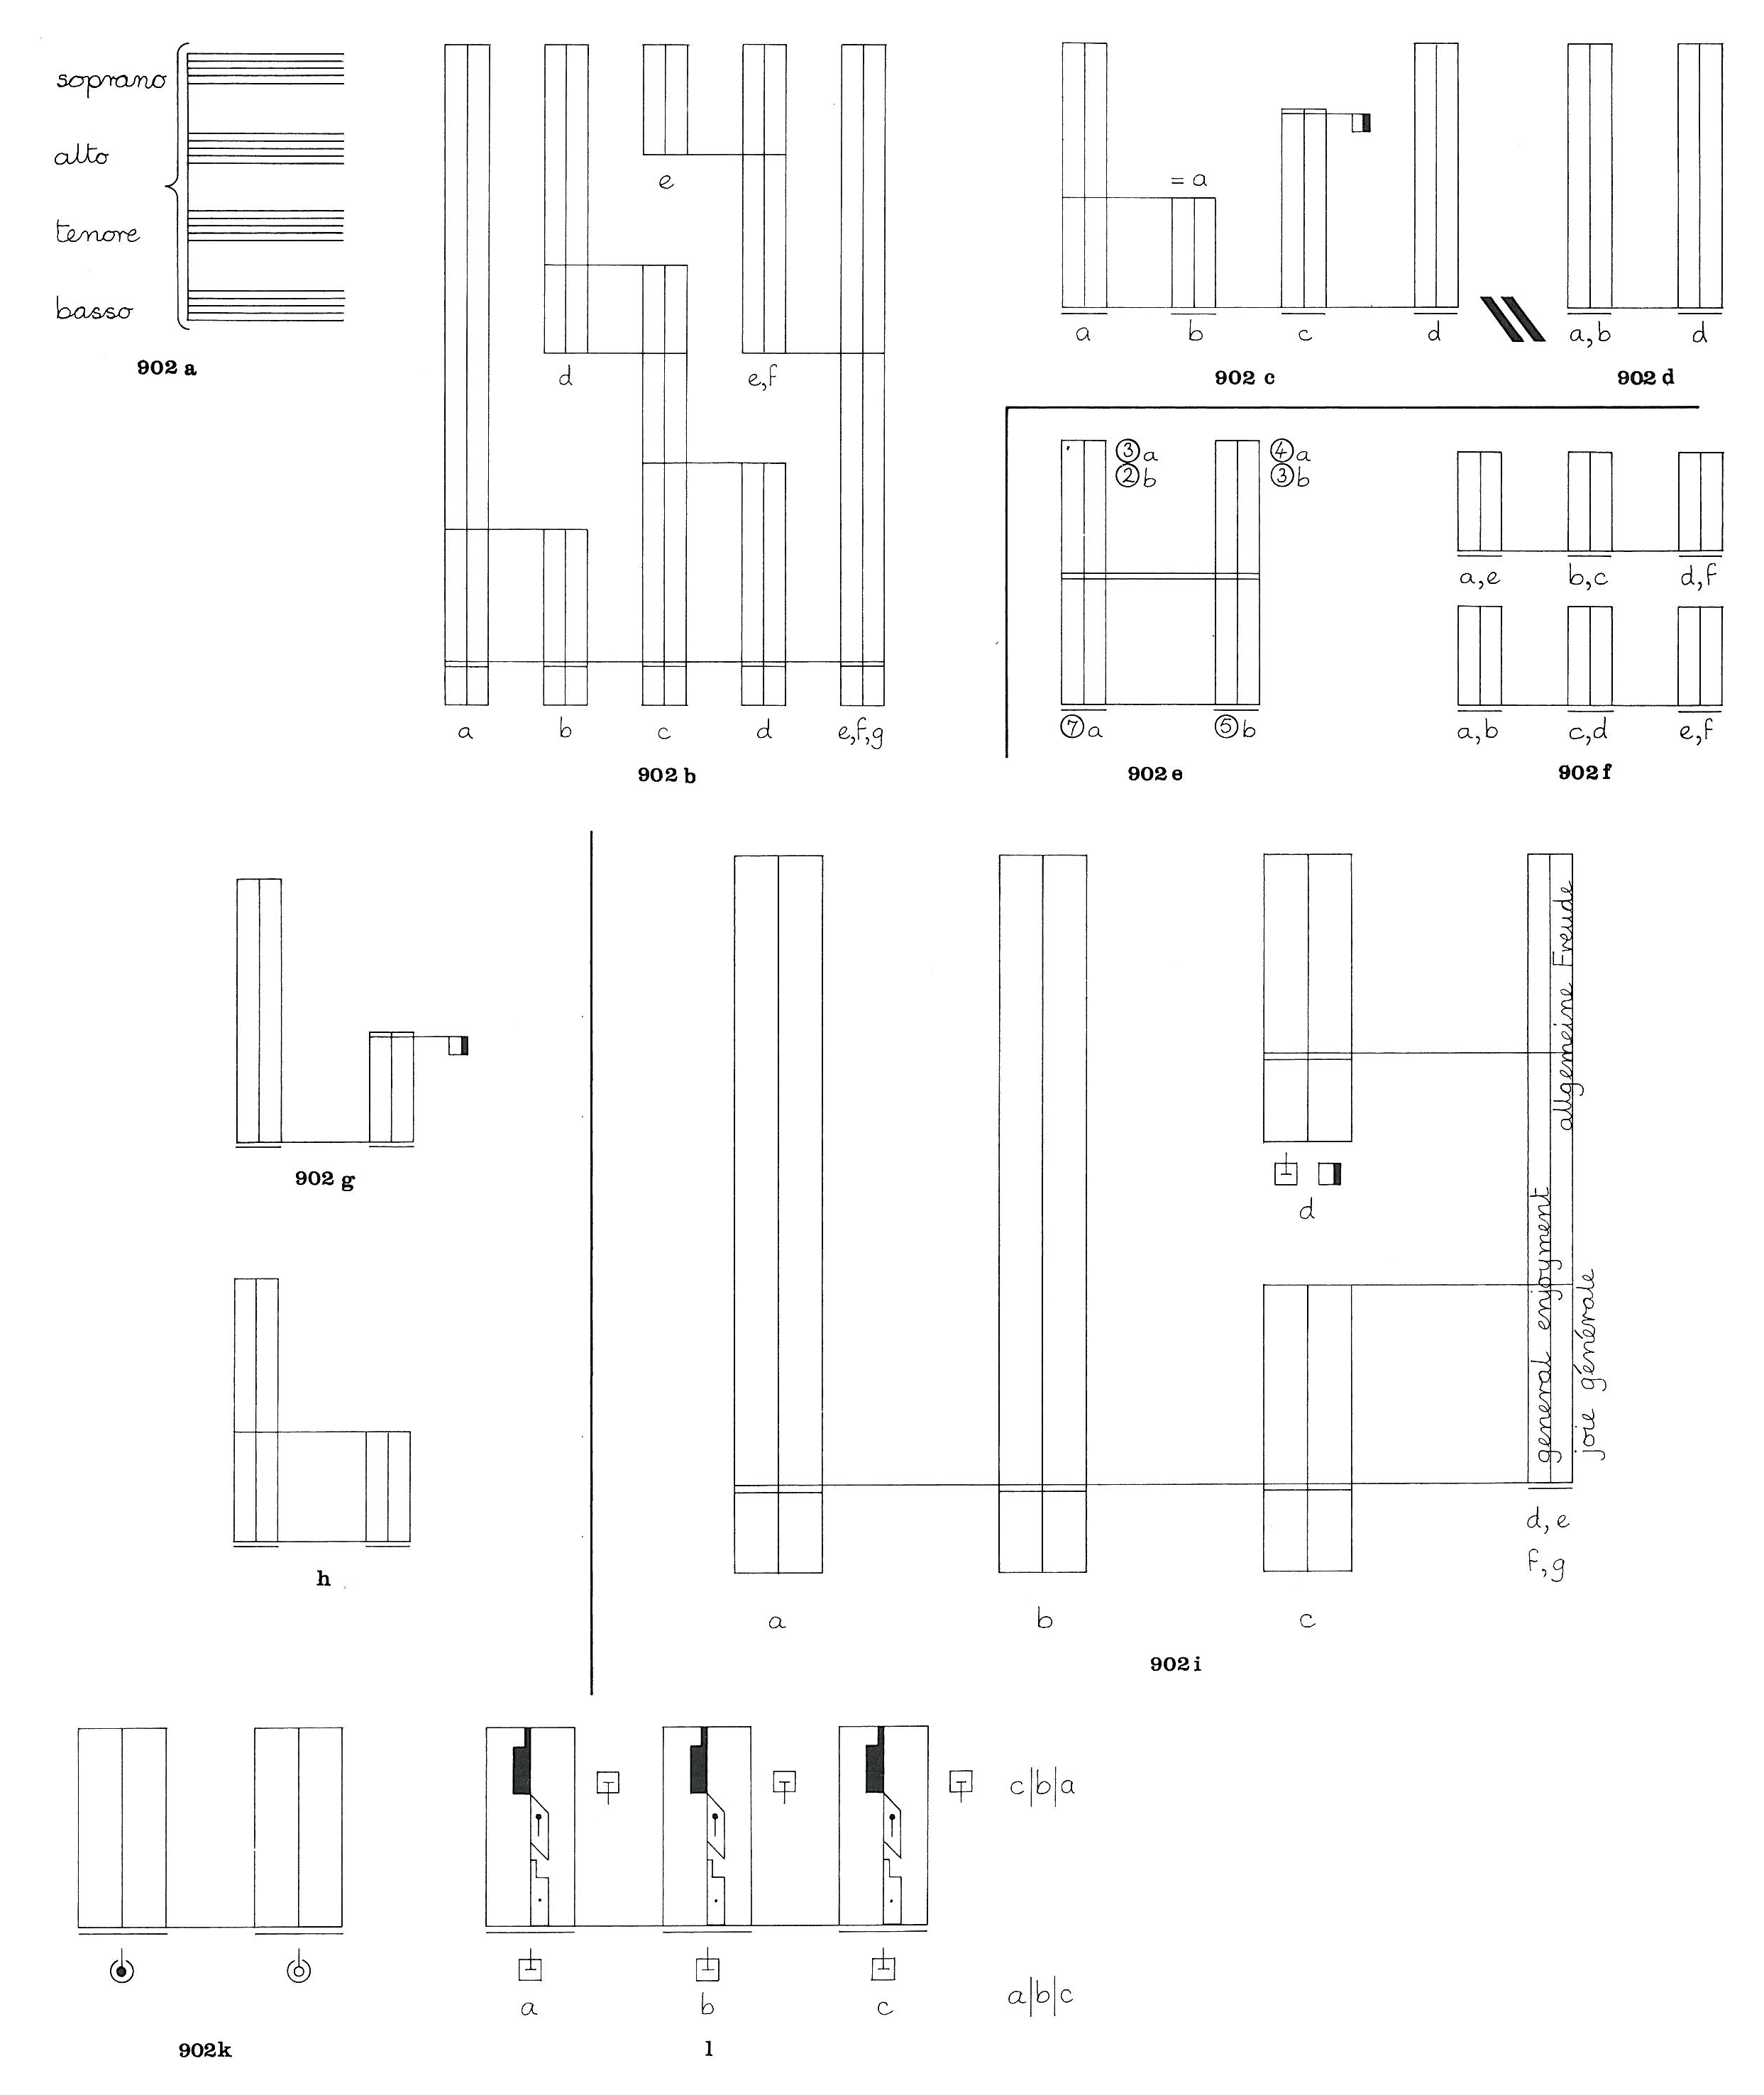 soprano
alto
tenore
basso
902 a
e
d
e,f
a
b
c
d
e,f,g
902 b
= a
a
b
c
d
902 c
a,b
d
902 d
③a
②b
④a
③b
⑦a
⑤b
902 e
a,e
b,c
d,f
a,b
c,d
e,f
902 f
902 g
h
allgemeine Freude
general enjoyment
joie générale
d
d, e
f, g
a
b
c
902 i
902 k
c|b|a
a
b
c
a|b|c
l